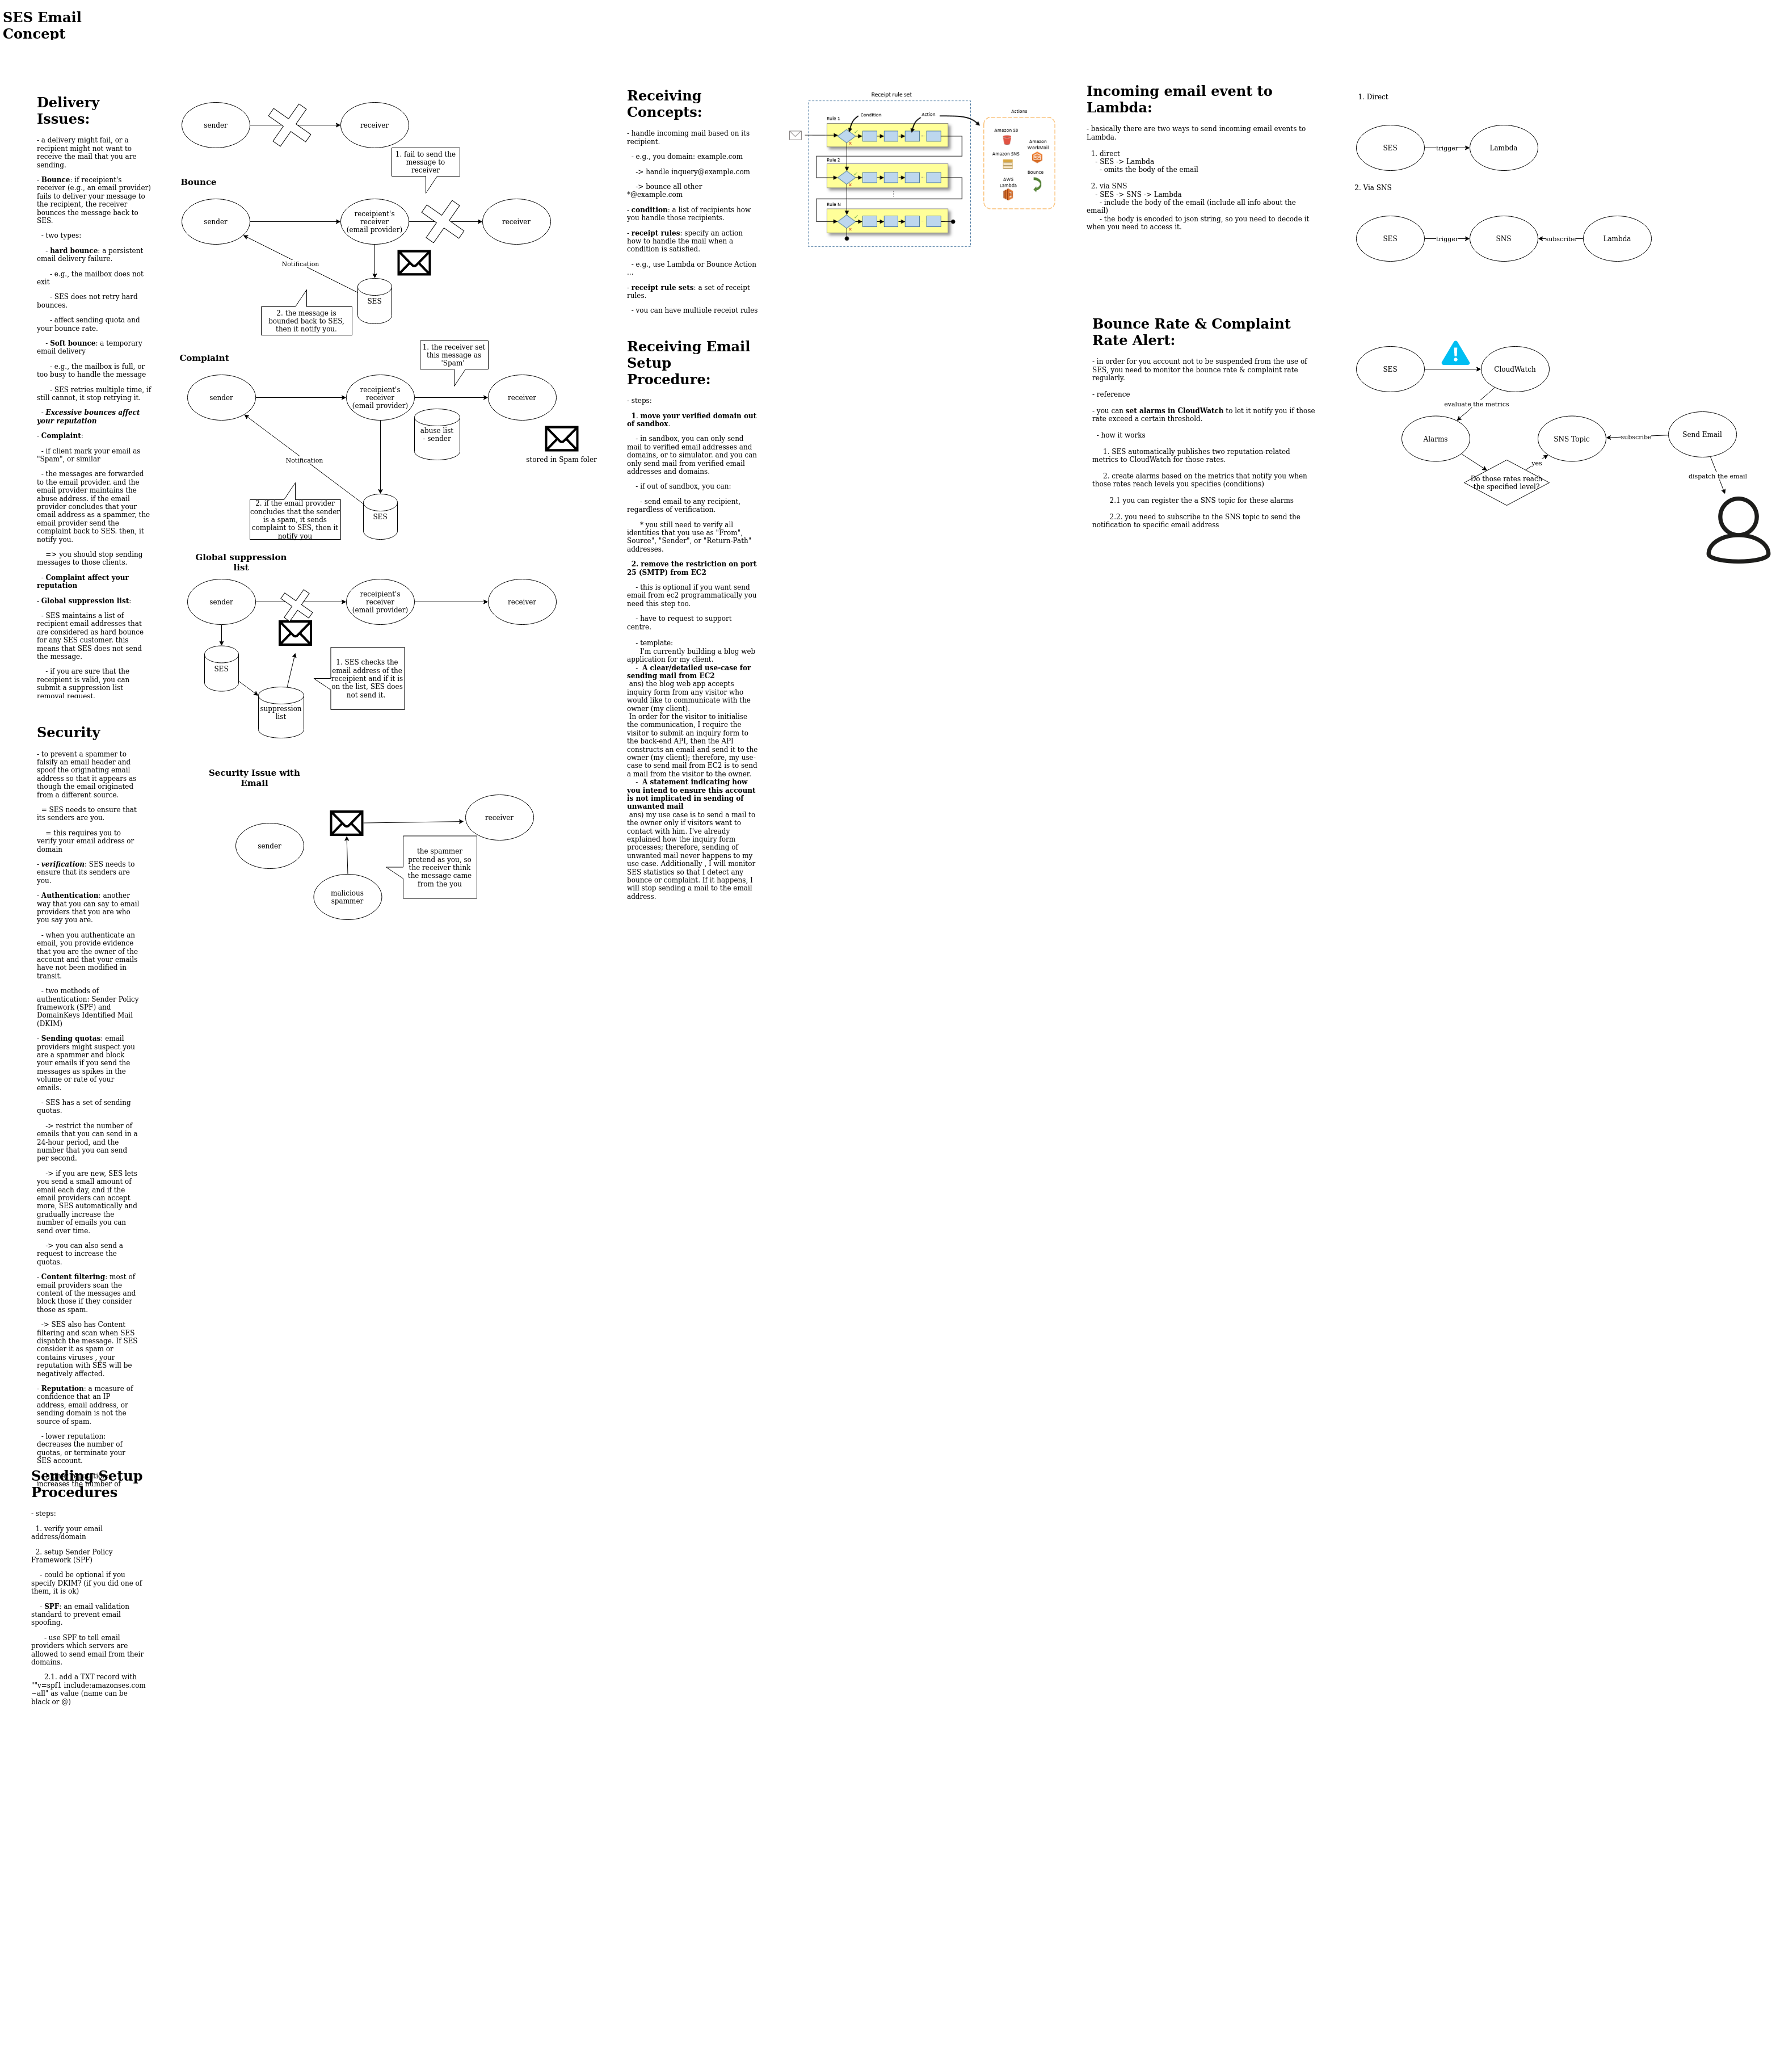 SES Email
Concept
Delivery
Issues:
- a delivery might fail, or a
recipient might not want to
receive the mail that you are
sending.
- Bounce: if receipient's
receiver (e.g., an email provider)
fails to deliver your message to
the recipient, the receiver
bounces the message back to
SES.
- two types:
- hard bounce: a persistent
email delivery failure.
- e.g., the mailbox does not
exit
- SES does not retry hard
bounces.
- affect sending quota and
your bounce rate.
- Soft bounce: a temporary
email delivery
- e.g., the mailbox is full, or
too busy to handle the message
- SES retries multiple time, if
still cannot, it stop retrying it.
- Excessive bounces affect
your reputation
- Complaint:
- if client mark your email as
"Spam", or similar
- the messages are forwarded
to the email provider. and the
email provider maintains the
abuse address. if the email
provider concludes that your
email address as a spammer, the
email provider send the
complaint back to SES. then, it
notify you.
=> you should stop sending
messages to those clients.
- Complaint affect your
reputation
- Global suppression list:
- SES maintains a list of
recipient email addresses that
are considered as hard bounce
for any SES customer. this
means that SES does not send
the message.
- if you are sure that the
receipient is valid, you can
submit a suppression list
removal request.
Security
- to prevent a spammer to
falsify an email header and
spoof the originating email
address so that it appears as
though the email originated
from a different source.
= SES needs to ensure that
its senders are you.
= this requires you to
verify your email address or
domain
- verification: SES needs to
ensure that its senders are
you.
- Authentication: another
way that you can say to email
providers that you are who
you say you are.
- when you authenticate an
email, you provide evidence
that you are the owner of the
account and that your emails
have not been modified in
transit.
- two methods of
authentication: Sender Policy
framework (SPF) and
DomainKeys Identified Mail
(DKIM)
- Sending quotas: email
providers might suspect you
are a spammer and block
your emails if you send the
messages as spikes in the
volume or rate of your
emails.
- SES has a set of sending
quotas.
-> restrict the number of
emails that you can send in a
24-hour period, and the
number that you can send
per second.
-> if you are new, SES lets
you send a small amount of
email each day, and if the
email providers can accept
more, SES automatically and
gradually increase the
number of emails you can
send over time.
-> you can also send a
request to increase the
quotas.
- Content filtering: most of
email providers scan the
content of the messages and
block those if they consider
those as spam.
-> SES also has Content
filtering and scan when SES
dispatch the message. If SES
consider it as spam or
contains viruses , your
reputation with SES will be
negatively affected.
- Reputation: a measure of
confidence that an IP
address, email address, or
sending domain is not the
source of spam.
- lower reputation:
decreases the number of
quotas, or terminate your
SES account.
increases the number of
Sending Setup
Procedures
- steps:
1. verify your email
address/domain
2. setup Sender Policy
Framework (SPF)
- could be optional if you
specify DKIM? (if you did one of
them, it is ok)
- SPF: an email validation
standard to prevent email
spoofing.
- use SPF to tell email
providers which servers are
allowed to send email from their
domains.
2.1. add a TXT record with
""v=spf1 include:amazonses.com
~all" as value (name can be
black or @)
sender
receiver
1. fail to send the
message to
receiver
Bounce
sender
receipient's
receiver
(email provider)
receiver
Notification
SES
2. the message is
bounded back to SES,
then it notify you.
Complaint
1. the receiver set
this message as
'Spam'
sender
receipient's
receiver
(email provider)
receiver
abuse list
- sender
stored in Spam foler
Notification
2. if the email provider
concludes that the sender
is a spam, it sends
complaint to SES, then it
notify you
SES
Global suppression
list
sender
receipient's
receiver
(email provider)
receiver
SES
suppression
list
1. SES checks the
email address of the
receipient and if it is
on the list, SES does
not send it.
Security Issue with
Email
sender
receiver
the spammer
pretend as you, so
the receiver think
the message came
from the you
malicious
spammer
Receiving
Concepts:
- handle incoming mail based on its
recipient.
- e.g., you domain: example.com
-> handle inquery@example.com
-> bounce all other
*@example.com
- condition: a list of recipients how
you handle those recipients.
- receipt rules: specify an action
how to handle the mail when a
condition is satisfied.
- e.g., use Lambda or Bounce Action
...
- receipt rule sets: a set of receipt
rules.
- you can have multiple receipt rules
Receiving Email
Setup
Procedure:
- steps:
1. move your verified domain out
of sandbox.
- in sandbox, you can only send
mail to verified email addresses and
domains, or to simulator. and you can
only send mail from verified email
addresses and domains.
- if out of sandbox, you can:
- send email to any recipient,
regardless of verification.
* you still need to verify all
identities that you use as "From",
Source", "Sender", or "Return-Path"
addresses.
2. remove the restriction on port
25 (SMTP) from EC2
- this is optional if you want send
email from ec2 programmatically you
need this step too.
- have to request to support
centre.
- template:
I'm currently building a blog web
application for my client.
- A clear/detailed use-case for
sending mail from EC2
ans) the blog web app accepts
inquiry form from any visitor who
would like to communicate with the
owner (my client).
In order for the visitor to initialise
the communication, I require the
visitor to submit an inquiry form to
the back-end API, then the API
constructs an email and send it to the
owner (my client); therefore, my use-
case to send mail from EC2 is to send
a mail from the visitor to the owner.
- A statement indicating how
you intend to ensure this account
is not implicated in sending of
unwanted mail
ans) my use case is to send a mail to
the owner only if visitors want to
contact with him. I've already
explained how the inquiry form
processes; therefore, sending of
unwanted mail never happens to my
use case. Additionally , I will monitor
SES statistics so that I detect any
bounce or complaint. If it happens, I
will stop sending a mail to the email
address.
Receipt rule set
Rule 1
Condition
Action
Rule 2
Rule N
Actions
Amazon S3
Amazon
WorkMail
Amazon SNS
Bounce
AWS
Lambda
Incoming email event to
Lambda:
- basically there are two ways to send incoming email events to
Lambda.
1. direct
- SES -> Lambda
- omits the body of the email
2. via SNS
- SES -> SNS -> Lambda
- include the body of the email (include all info about the
email)
- the body is encoded to json string, so you need to decode it
when you need to access it.
1. Direct
SES
trigger
Lambda
2. Via SNS
SES
trigger
SNS
subscribe
Lambda
Bounce Rate & Complaint
Rate Alert:
- in order for you account not to be suspended from the use of
SES, you need to monitor the bounce rate & complaint rate
regularly.
- reference
- you can set alarms in CloudWatch to let it notify you if those
rate exceed a certain threshold.
- how it works
1. SES automatically publishes two reputation-related
metrics to CloudWatch for those rates.
2. create alarms based on the metrics that notify you when
those rates reach levels you specifies (conditions)
2.1 you can register the a SNS topic for these alarms
2.2. you need to subscribe to the SNS topic to send the
notification to specific email address
SES
CloudWatch
evaluate the metrics
Alarms
SNS Topic
subscribe
Send Email
yes
Do those rates reach
the specified level?
dispatch the email